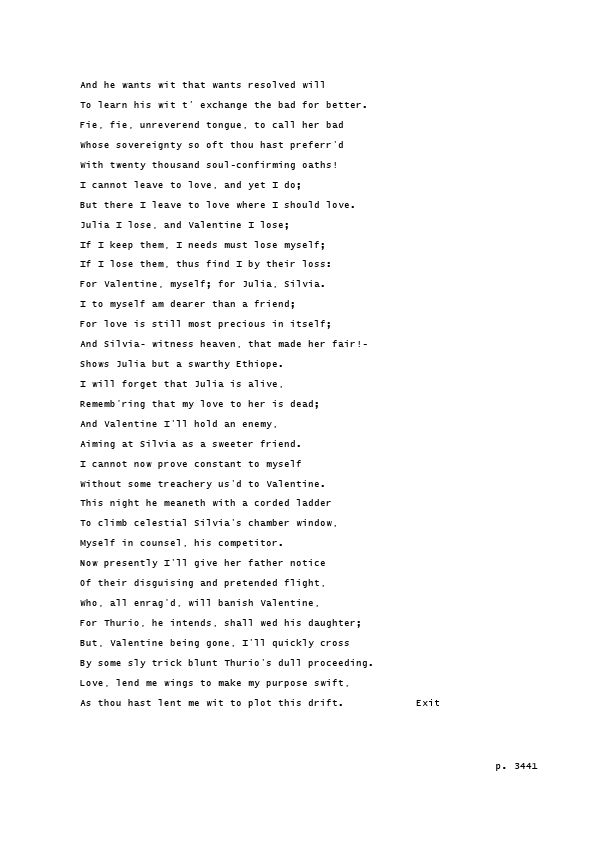 And he wants wit that wants resolved will
To learn his wit t' exchange the bad for better.
Fie, fie, unreverend tongue, to call her bad
Whose sovereignty so oft thou hast preferr'd
With twenty thousand soul-confirming oaths!
I cannot leave to love, and yet I do;
But there I leave to love where I should love.
Julia I lose, and Valentine I lose;
If I keep them, I needs must lose myself;
If I lose them, thus find I by their loss:
For Valentine, myself; for Julia, Silvia.
I to myself am dearer than a friend;
For love is still most precious in itself;
And Silvia- witness heaven, that made her fair!-
Shows Julia but a swarthy Ethiope.
I will forget that Julia is alive,
Rememb'ring that my love to her is dead;
And Valentine I'll hold an enemy,
Aiming at Silvia as a sweeter friend.
I cannot now prove constant to myself
Without some treachery us'd to Valentine.
This night he meaneth with a corded ladder
To climb celestial Silvia's chamber window,
Myself in counsel, his competitor.
Now presently I'll give her father notice
Of their disguising and pretended flight,
Who, all enrag'd, will banish Valentine,
For Thurio, he intends, shall wed his daughter;
But, Valentine being gone, I'll quickly cross
By some sly trick blunt Thurio's dull proceeding.
Love, lend me wings to make my purpose swift,
As thou hast lent me wit to plot this drift. Exit
p. 3441